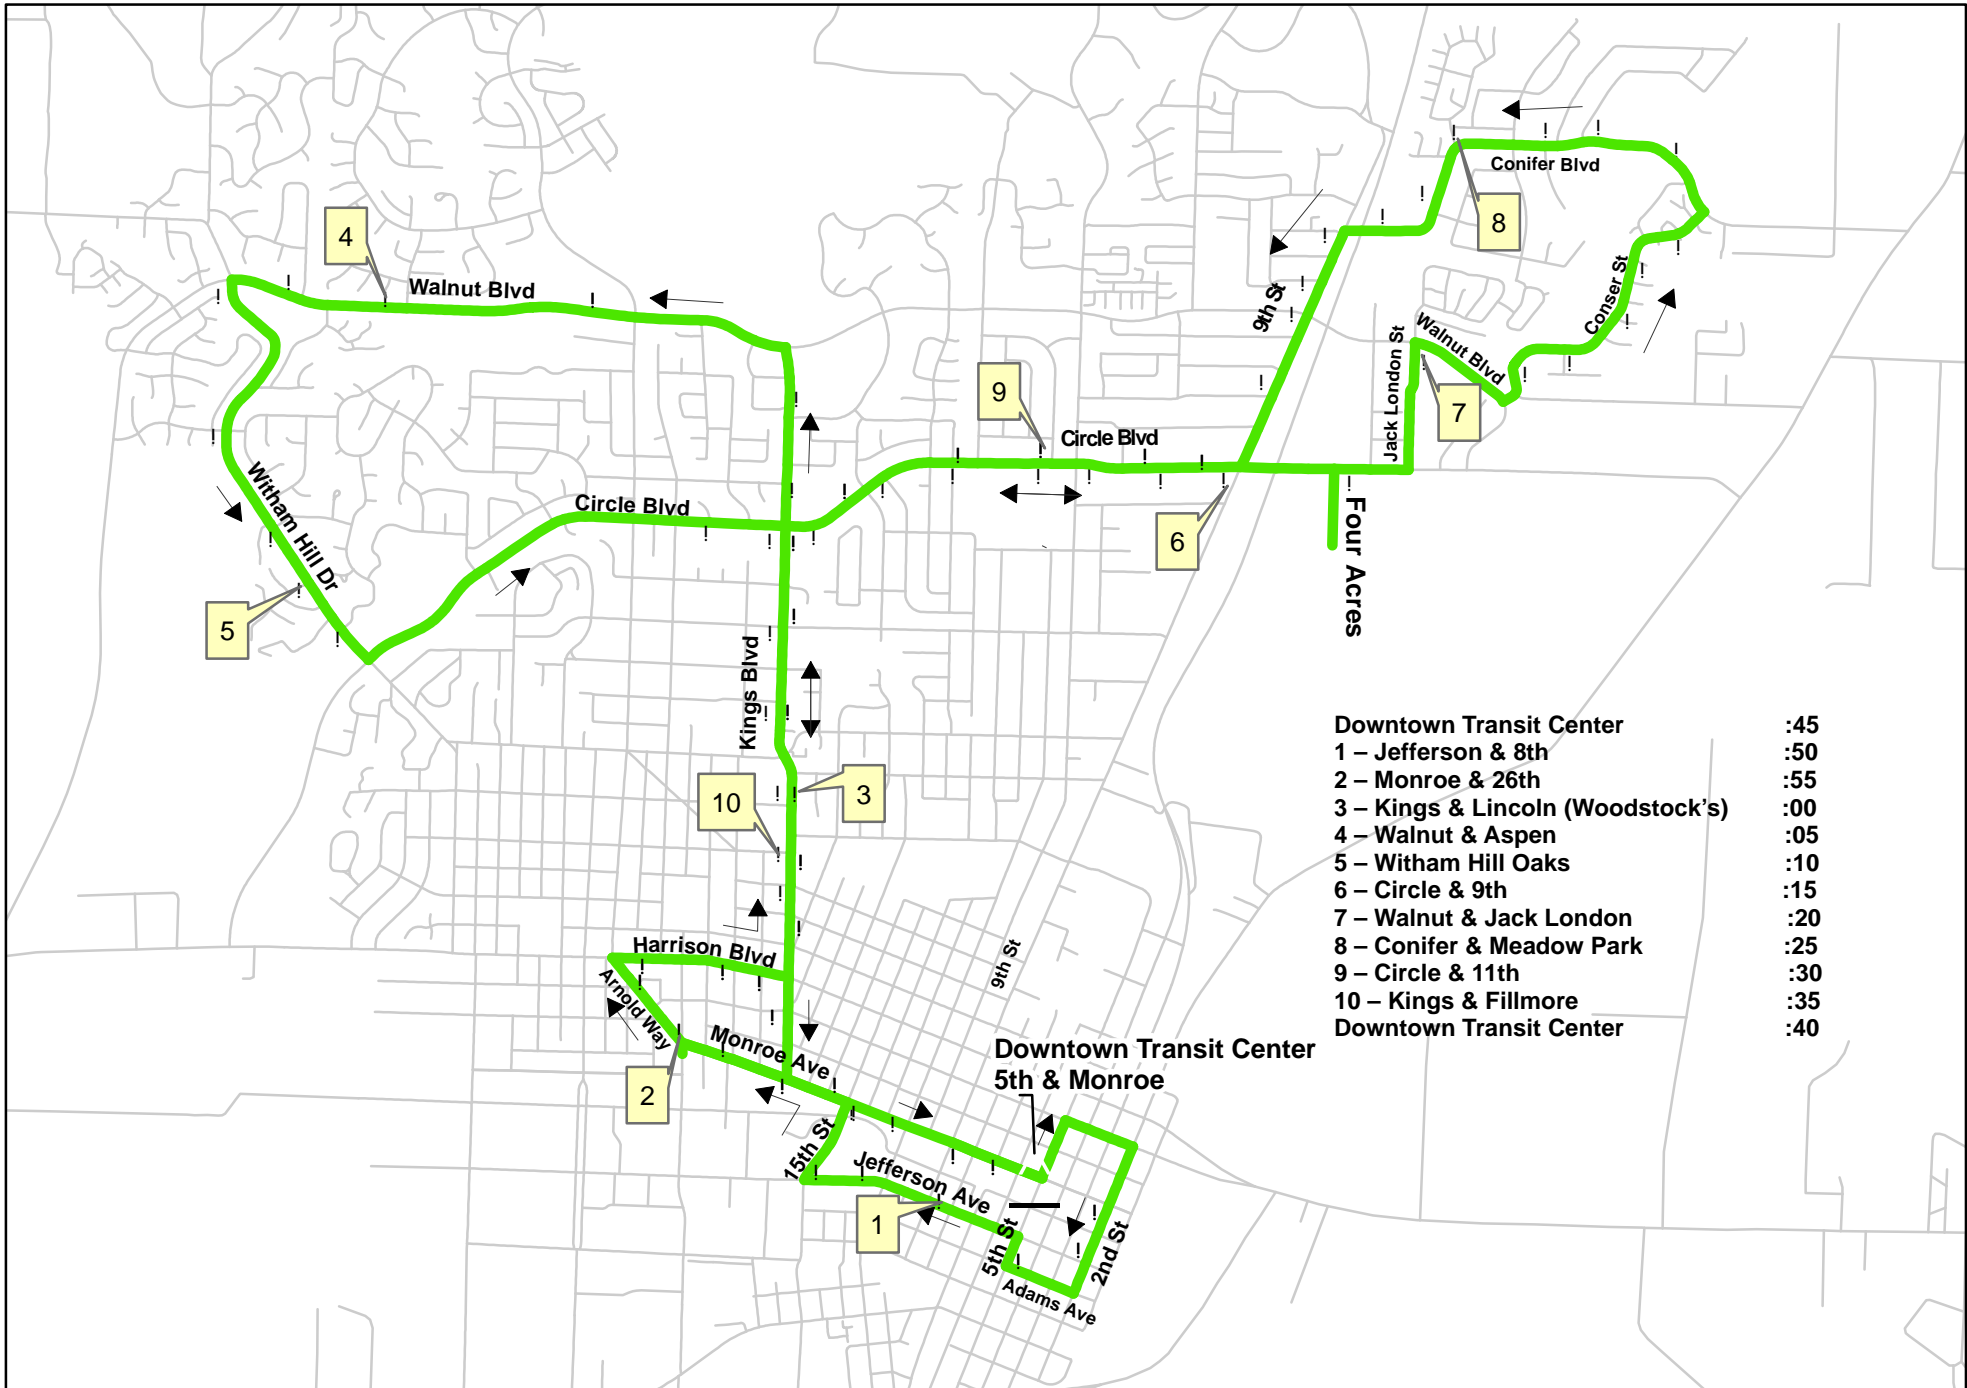 Conifer Blvd
8
4
Walnut Blvd
9th St
Conser St
Walnut Blvd
Jack London St
9
7
Circle Blvd
Witham Hill Dr
Circle Blvd
6
Four Acres
5
Kings Blvd
10
3
Downtown Transit Center :45
1 – Jefferson & 8th :50
2 – Monroe & 26th :55
3 – Kings & Lincoln (Woodstock's) :00
4 – Walnut & Aspen :05
5 – Witham Hill Oaks :10
6 – Circle & 9th :15
7 – Walnut & Jack London :20
8 – Conifer & Meadow Park :25
9 – Circle & 11th :30
10 – Kings & Fillmore :35
Downtown Transit Center :40
Harrison Blvd
9th St
Arnold Way
Monroe Ave
Downtown Transit Center
5th & Monroe
2
15th St
Jefferson Ave
1
5th St
2nd St
Adams Ave